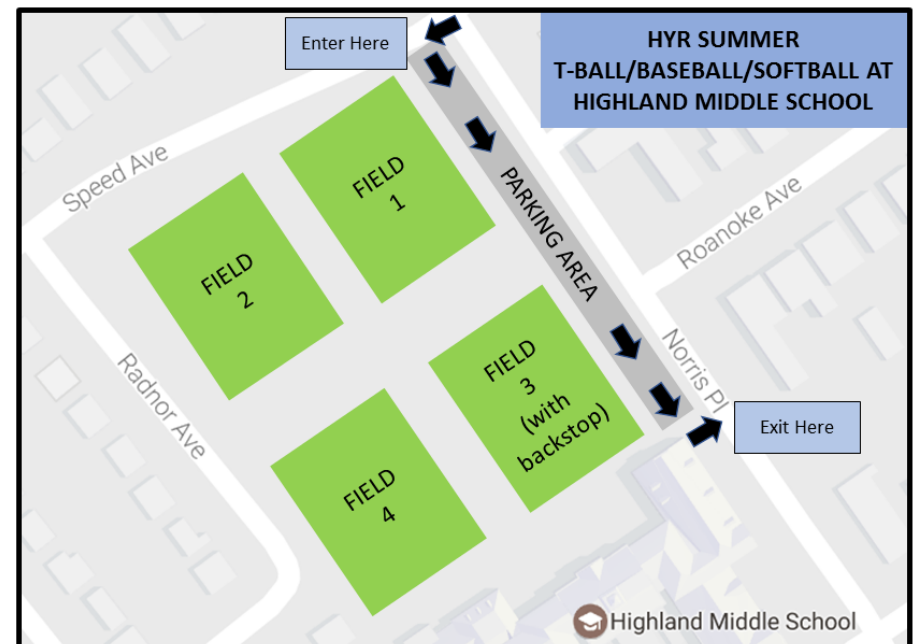 Enter Here
HYR SUMMER
T-BALL/BASEBALL/SOFTBALL AT
HIGHLAND MIDDLE SCHOOL
Speed Ave
FIELD
1
PARKING AREA
Roanoke Ave
FIELD
2
FIELD
3
(with
backstop)
Norris Pl
Radnor Ave
Exit Here
FIELD
4
Highland Middle School